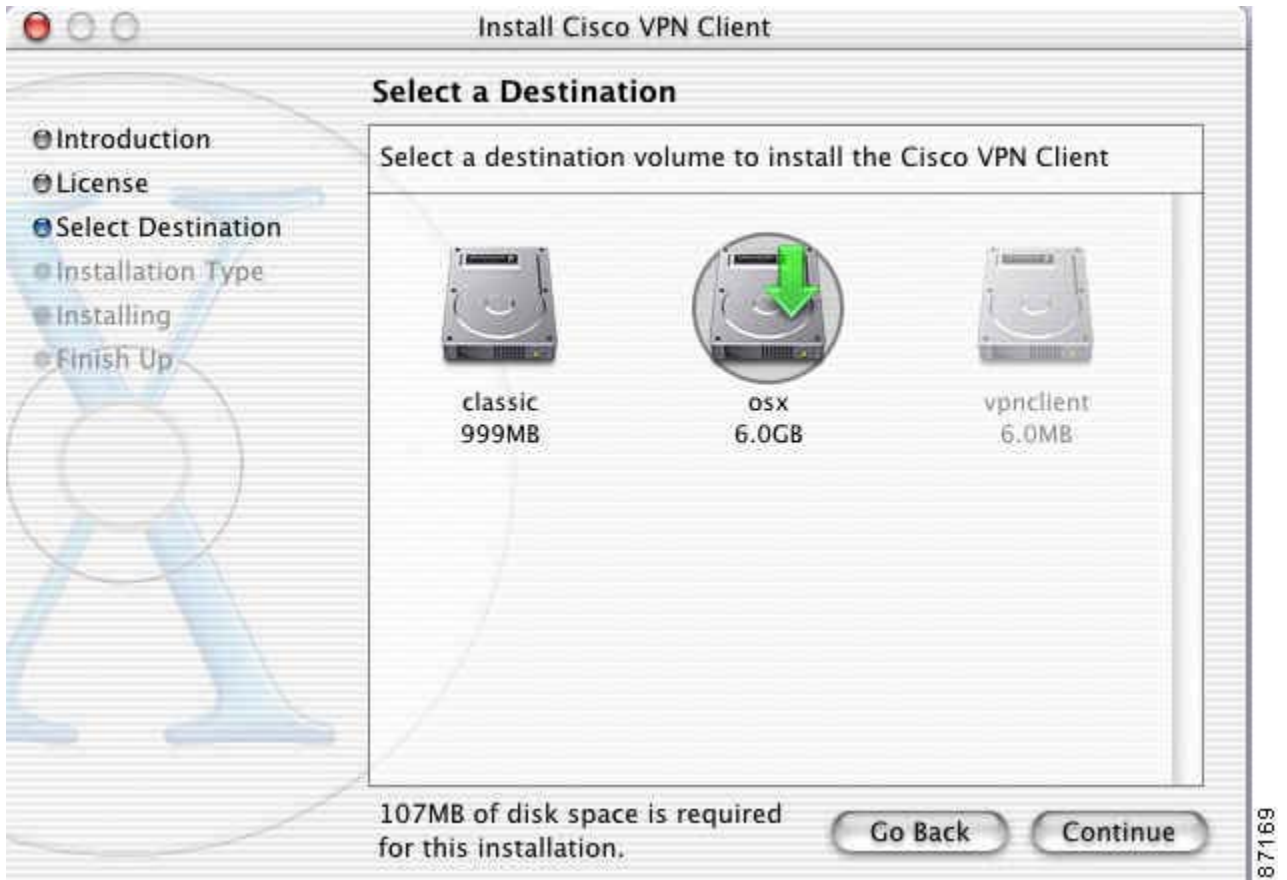 Install Cisco VPN Client
Select a Destination
Introduction
License
Select Destination
Installation Type
Installing
Finish Up
Select a destination volume to install the Cisco VPN Client
classic
999MB
osx
6.0GB
vpnclient
6.0MB
107MB of disk space is required
for this installation.
Go Back
Continue
87169